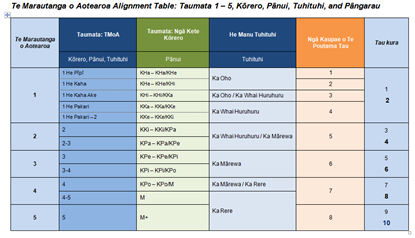 Te Marautanga o Aotearoa Alignment Table: Taumata 1 – 5, Kōrero, Pānui, Tuhituhi, and Pāngarau
Te Marautanga o Aotearoa
Taumata: TMoA
Taumata: Ngā Kete Kōrero
He Manu Tuhituhi
Ngā Kaupae o Te Poutama Tau
Tau kura
Kōrero, Pānui, Tuhituhi
Pānui
Tuhituhi
1
1 He Pīpī
KHa – KHa/KHe
Ka Oho
1
1
2
1 He Kaha
KHe – KHa/KHe
2
1 He Kaha Ake
KHi – KKi/KKa
Ka Oho / Ka Whai Huruhuru
3
1 He Pakari
KKa – KKe/KKe
Ka Whai Huruhuru
4
1 He Pakari – 2
KKe – KKe/KKi
2
2
KKi – KKi/KPa
Ka Whai Huruhuru / Ka Mārewa
5
3
4
2-3
KPa – KPa/KPe
3
3
KPe – KPe/KPi
Ka Mārewa
6
5
6
3-4
KPi – KPi/KPo
4
4
KPo – KPo/M
Ka Mārewa / Ka Rere
7
7
8
4-5
M
Ka Rere
5
5
M+
8
9
10